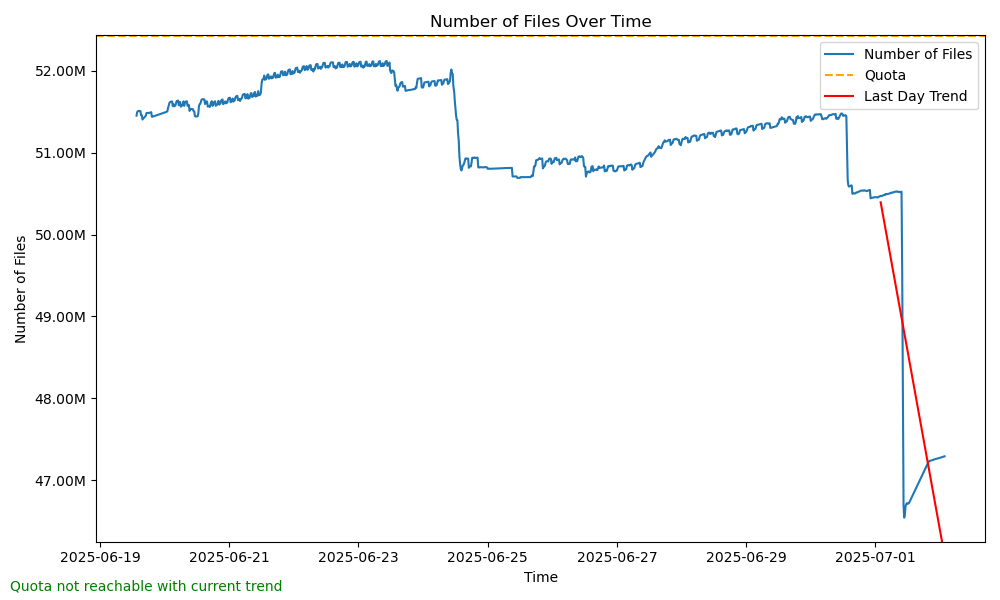 Number of Files Over Time
Number of Files
Quota
Last Day Trend
Number of Files
52.00M
51.00M
50.00M
49.00M
48.00M
47.00M
2025-06-19
2025-06-21
2025-06-23
2025-06-25
2025-06-27
2025-06-29
2025-07-01
Time
Quota not reachable with current trend